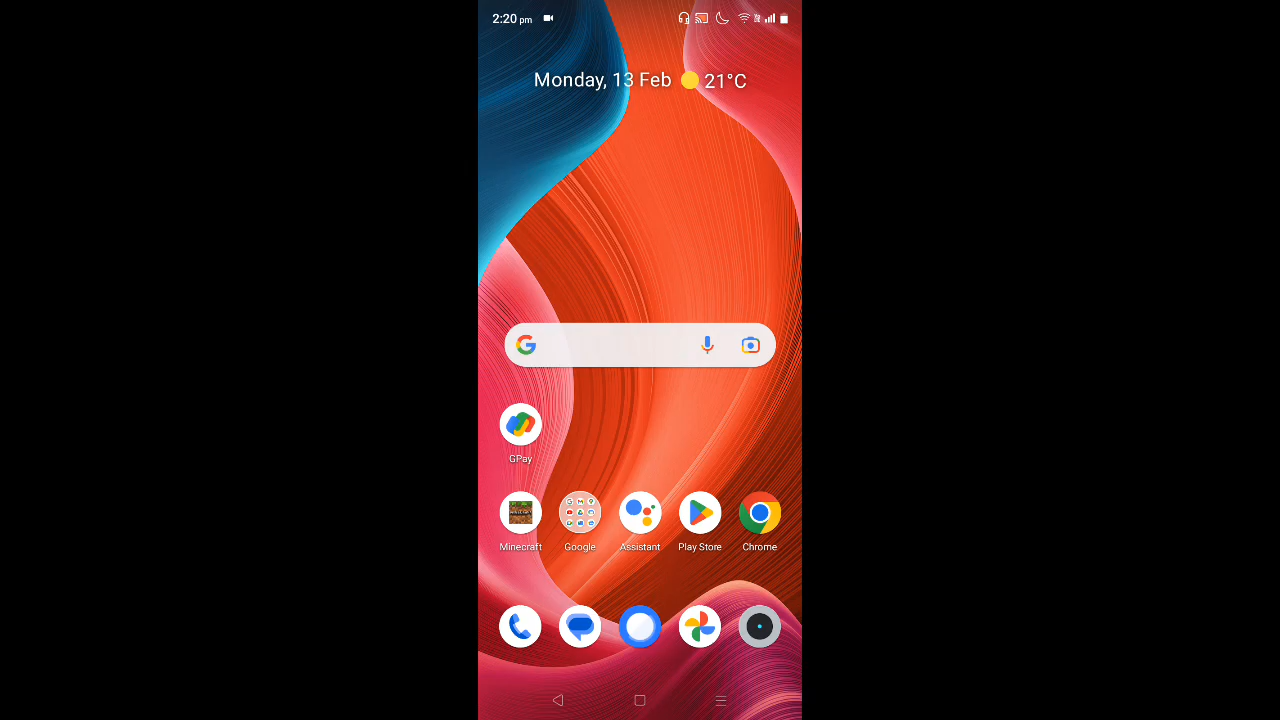 2:20 pm
Monday, 13 Feb 21°C
GPay
Minecraft Google Assistant Play Store Chrome